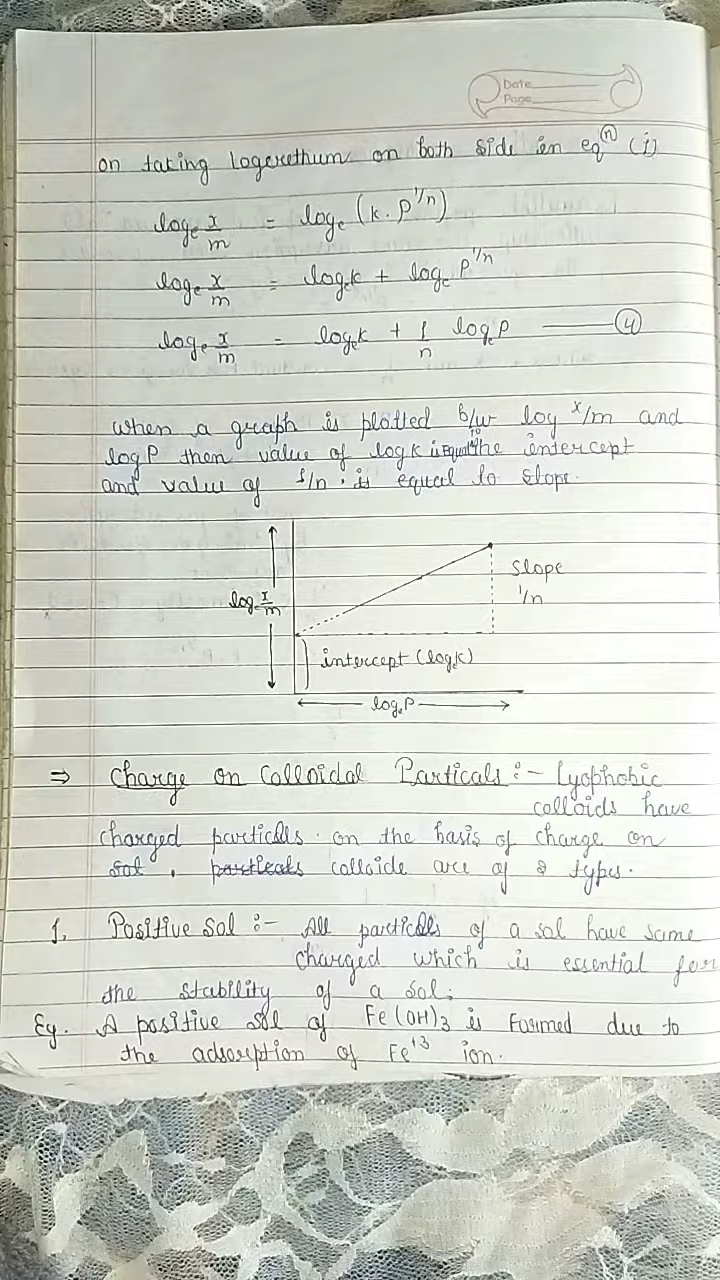 Date
Page
on taking Logerethum on both side in eqⁿ (i)
logₑ x/m = logₑ (k. p^1/n)
logₑ x/m = logₑk + logₑ p^1/n
logₑ x/m = logₑk + 1/n logₑP —— (4)
when a graph is plotted b/w log x/m and
logP then value of logk is equal to the intercept
and value of 1/n is equal to slope.
slope
1/n
logₑ x/m
intercept (logₑk)
logₑP
⇒ Charge on Colloidal Particals :- Lyophobic
colloids have
charged particles. on the basis of charge on
sol, colloide are of 2 types.
1. Positive sol :- All particles of a sol have same
charged which is essential for
the stability of a sol.
Eg. A positive sol of Fe(OH)3 is Formed due to
the adsorption of Fe⁺³ ion.